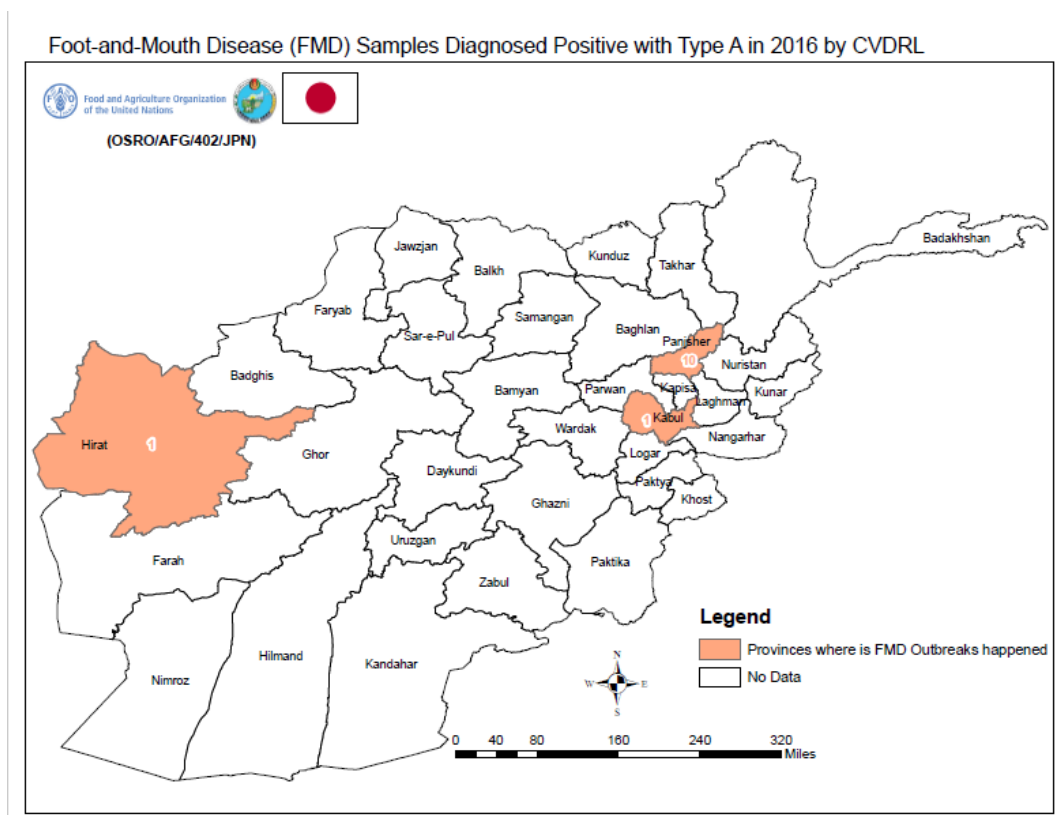 Foot-and-Mouth Disease (FMD) Samples Diagnosed Positive with Type A in 2016 by CVDRL
Food and Agriculture Organization
of the United Nations
(OSRO/AFG/402/JPN)
Badakhshan
Jawzjan
Kunduz
Takhar
Balkh
Faryab
Samangan
Baghlan
Sar-e-Pul
Panjsher
10
Nuristan
Badghis
Bamyan
Parwan
Kapisa
Kunar
Laghman
Hirat
1
1
Kabul
Wardak
Nangarhar
Ghor
Logar
Daykundi
Paktya
Khost
Ghazni
Uruzgan
Farah
Paktika
Zabul
Legend
Provinces where is FMD Outbreaks happened
No Data
Hilmand
Kandahar
Nimroz
N
W
E
S
0 40 80 160 240 320
Miles